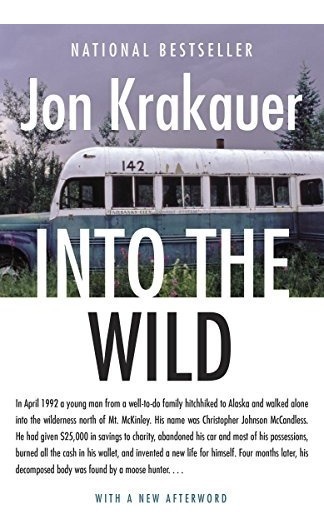 NATIONAL BESTSELLER
Jon Krakauer
142
FAIRBANKS CITY TRANSIT SYSTEM
INTO THE
WILD
In April 1992 a young man from a well-to-do family hitchhiked to Alaska and walked alone
into the wilderness north of Mt. McKinley. His name was Christopher Johnson McCandless.
He had given $25,000 in savings to charity, abandoned his car and most of his possessions,
burned all the cash in his wallet, and invented a new life for himself. Four months later, his
decomposed body was found by a moose hunter. . . .
WITH A NEW AFTERWORD